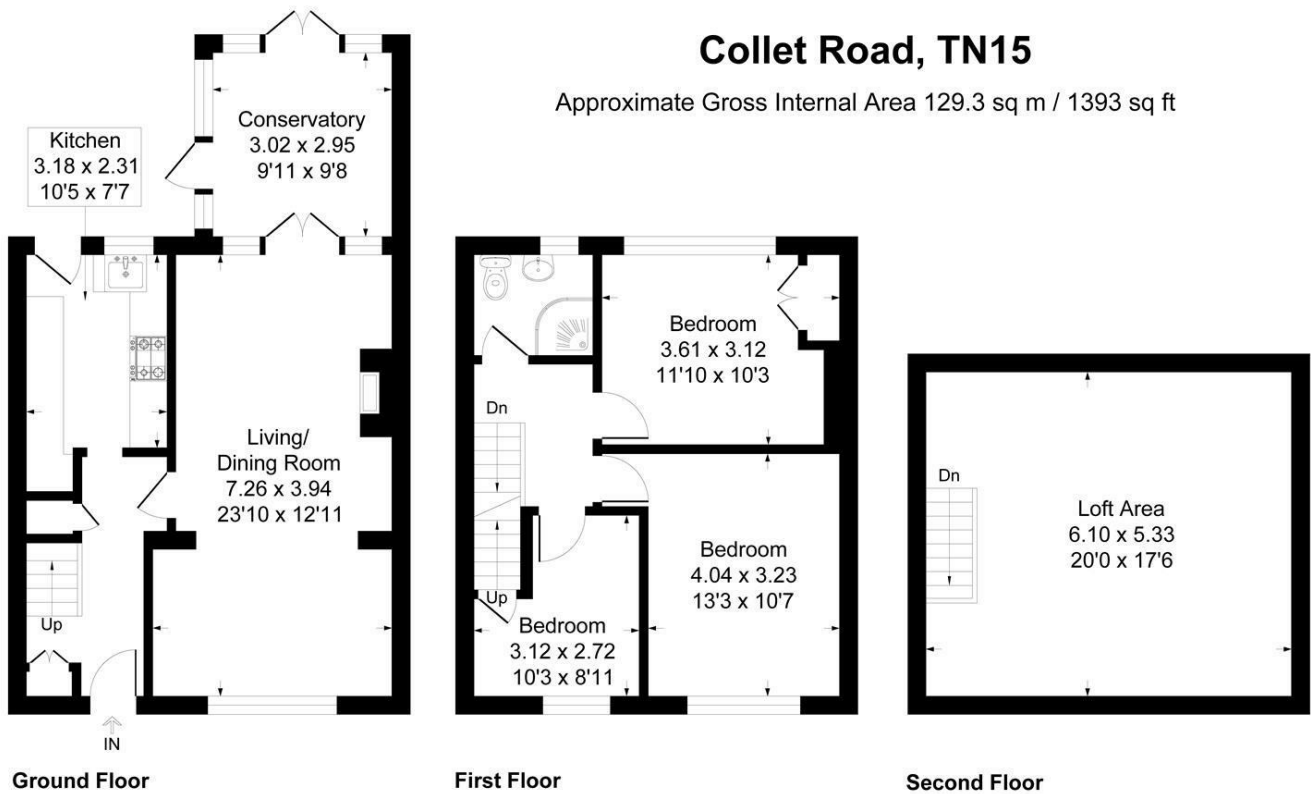 Collet Road, TN15
Approximate Gross Internal Area 129.3 sq m / 1393 sq ft
Kitchen
3.18 x 2.31
10'5 x 7'7
Conservatory
3.02 x 2.95
9'11 x 9'8
Living/
Dining Room
7.26 x 3.94
23'10 x 12'11
Up
IN
Ground Floor
Bedroom
3.61 x 3.12
11'10 x 10'3
Dn
Bedroom
4.04 x 3.23
13'3 x 10'7
Up
Bedroom
3.12 x 2.72
10'3 x 8'11
First Floor
Dn
Loft Area
6.10 x 5.33
20'0 x 17'6
Second Floor